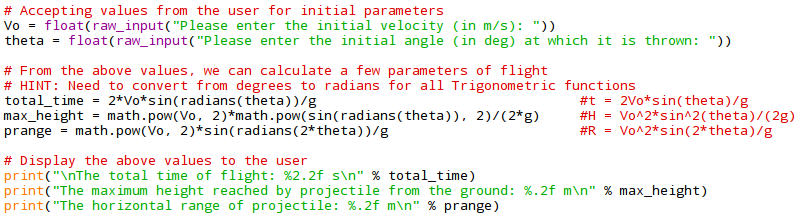 # Accepting values from the user for initial parameters
Vo = float(raw_input("Please enter the initial velocity (in m/s): "))
theta = float(raw_input("Please enter the initial angle (in deg) at which it is thrown: "))
# From the above values, we can calculate a few parameters of flight
# HINT: Need to convert from degrees to radians for all Trigonometric functions
total_time = 2*Vo*sin(radians(theta))/g #t = 2Vo*sin(theta)/g
max_height = math.pow(Vo, 2)*math.pow(sin(radians(theta)), 2)/(2*g) #H = Vo^2*sin^2(theta)/(2g)
prange = math.pow(Vo, 2)*sin(radians(2*theta))/g #R = Vo^2*sin(2*theta)/g
# Display the above values to the user
print("\nThe total time of flight: %2.2f s\n" % total_time)
print("The maximum height reached by projectile from the ground: %.2f m\n" % max_height)
print("The horizontal range of projectile: %.2f m\n" % prange)